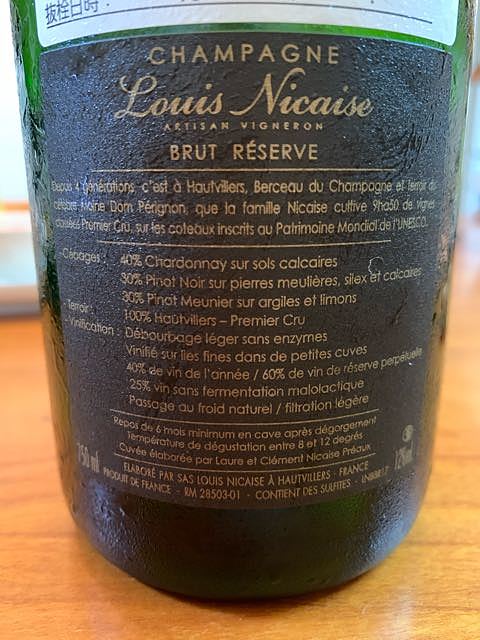 抜栓日時:
CHAMPAGNE
Louis Nicaise
ARTISAN VIGNERON
BRUT RÉSERVE
Depuis 4 générations, c'est à Hautvillers, Berceau du Champagne et terroir du
célèbre Moine Dom Pérignon, que la famille Nicaise cultive 9ha50 de vignes
classées Premier Cru, sur les coteaux inscrits au Patrimoine Mondial de l'UNESCO.
Cépages : 40% Chardonnay sur sols calcaires
30% Pinot Noir sur pierres meutières, silex et calcaires
30% Pinot Meunier sur argiles et limons
Terroir : 100% Hautvillers – Premier Cru
Vinification : Débourbage léger sans enzymes
Vinifié sur lies fines dans de petites cuves
40% de vin de l'année / 60% de vin de réserve perpétuelle
25% vin sans fermentation malolactique
Passage au froid naturel / filtration légère
Repos de 6 mois minimum en cave après dégorgement
Température de dégustation entre 8 et 12 degrés
Cuvée élaborée par Laure et Clément Nicaise Préaux
750 ml
ELABORÉ PAR SAS LOUIS NICAISE À HAUTVILLERS - FRANCE
12%vol.
PRODUIT DE FRANCE - RM 28503-01 - CONTIENT DES SULFITES -